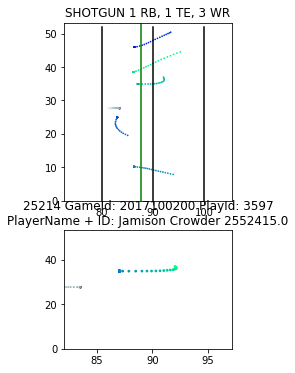 SHOTGUN 1 RB, 1 TE, 3 WR
50
40
30
20
10
0
80 90 100
25214 GameId: 2017100200 PlayId: 3597
PlayerName + ID: Jamison Crowder 2552415.0
40
20
0
85 90 95